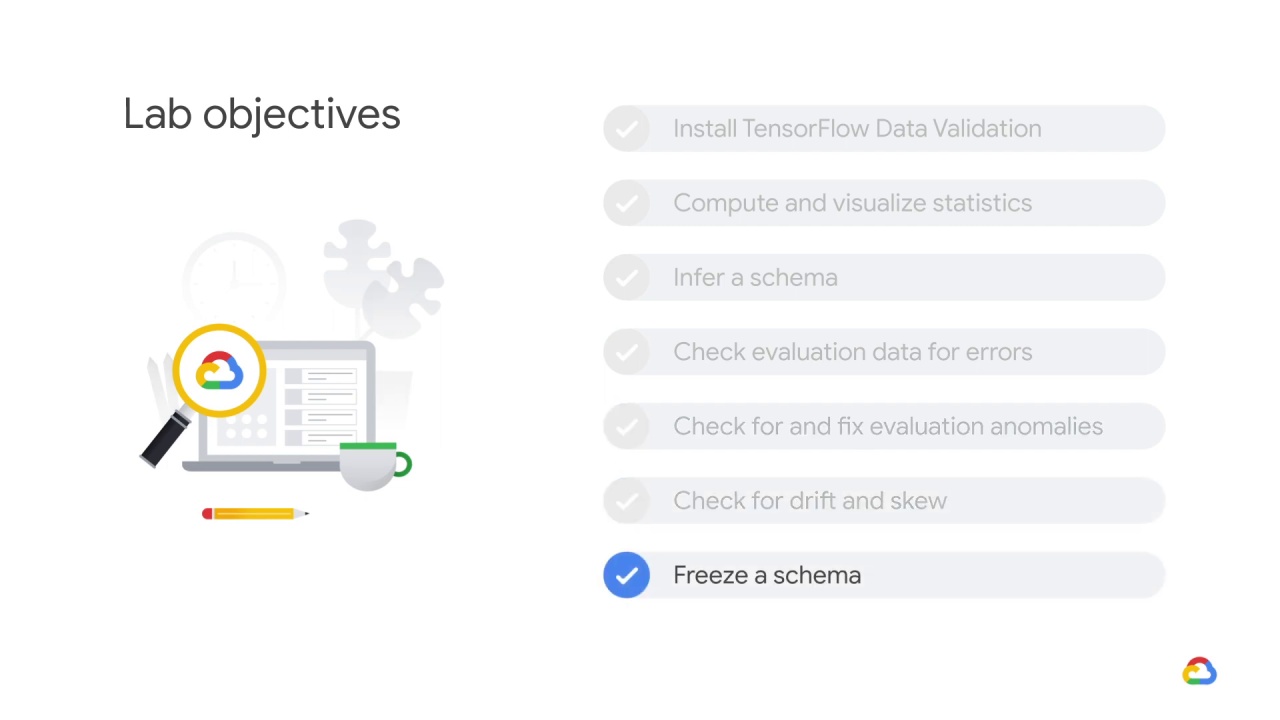 Lab objectives
Install TensorFlow Data Validation
Compute and visualize statistics
Infer a schema
Check evaluation data for errors
Check for and fix evaluation anomalies
Check for drift and skew
Freeze a schema